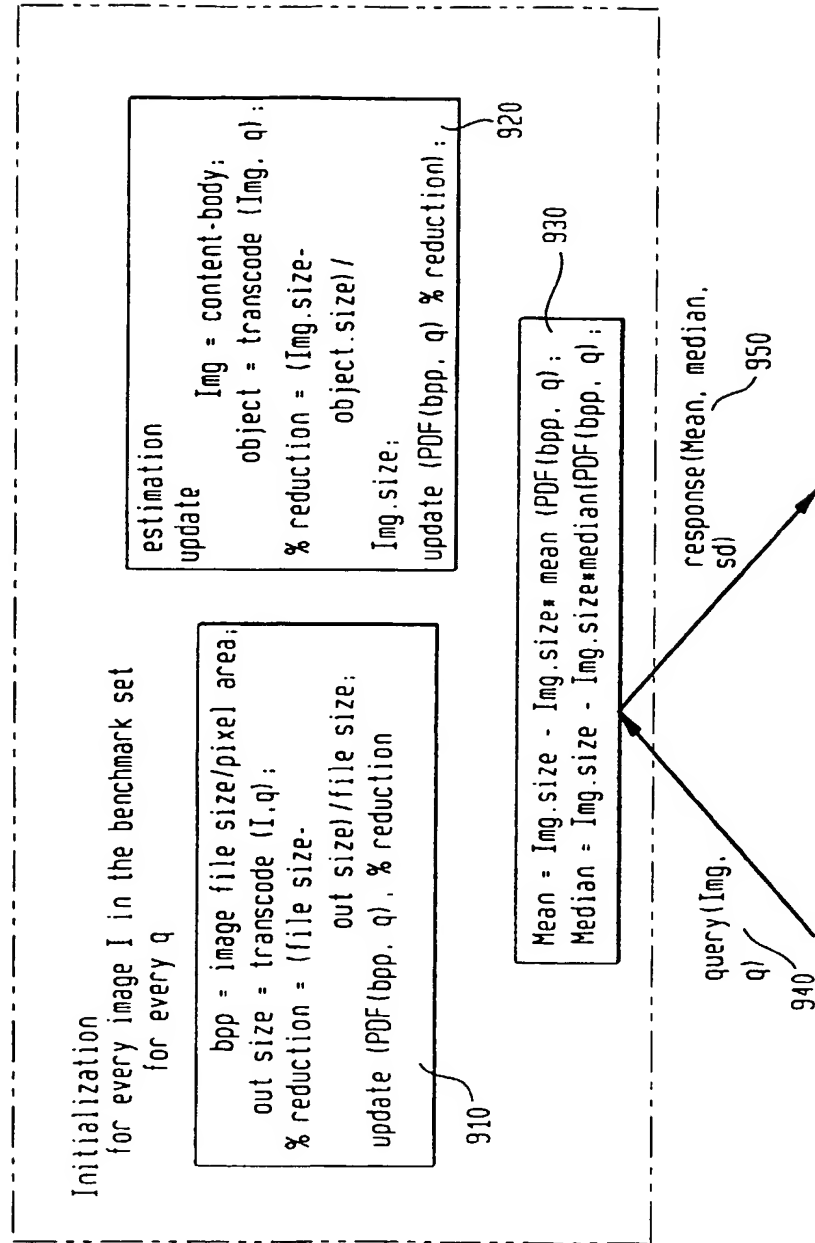 Initialization
for every image I in the benchmark set
for every q
bpp = image file size/pixel area;
out size = transcode (I,q);
% reduction = (file size-
out size)/file size;
update (PDF(bpp, q), % reduction
910
estimation
update
Img = content-body;
object = transcode (Img, q);
% reduction = (Img.size-
object.size)/
Img.size;
update (PDF(bpp, q) % reduction);
920
Mean = Img.size - Img.size* mean (PDF(bpp, q);
Median = Img.size - Img.size*median(PDF(bpp, q);
930
query(Img,
q)
940
response(Mean, median,
sd)
950